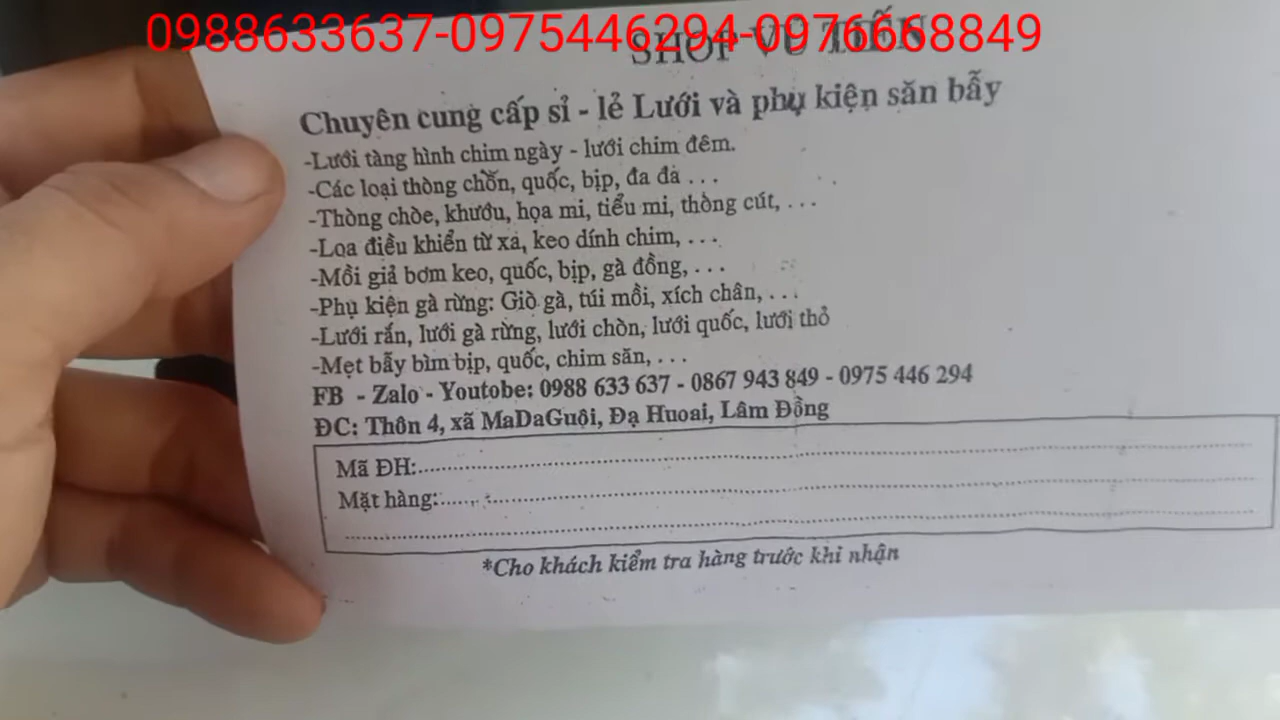 0988633637-0975446294-0976668849
SHOP VŨ TIẾN
Chuyên cung cấp sỉ - lẻ Lưới và phụ kiện săn bẫy
-Lưới tàng hình chim ngày - lưới chim đêm.
-Các loại thòng chồn, quốc, bịp, đa đa . . .
-Thòng chòe, khướu, họa mi, tiểu mi, thòng cút, . . .
-Loa điều khiển từ xa, keo dính chim, . . .
-Mồi giả bơm keo, quốc, bịp, gà đồng, . . .
-Phụ kiện gà rừng: Giò gà, túi mồi, xích chân, . . .
-Lưới rắn, lưới gà rừng, lưới chòn, lưới quốc, lưới thỏ
-Mẹt bẫy bìm bịp, quốc, chim săn, . . .
FB - Zalo - Youtobe: 0988 633 637 - 0867 943 849 - 0975 446 294
ĐC: Thôn 4, xã MaDaGuội, Đạ Huoai, Lâm Đồng
Mã ĐH:
Mặt hàng:
*Cho khách kiểm tra hàng trước khi nhận